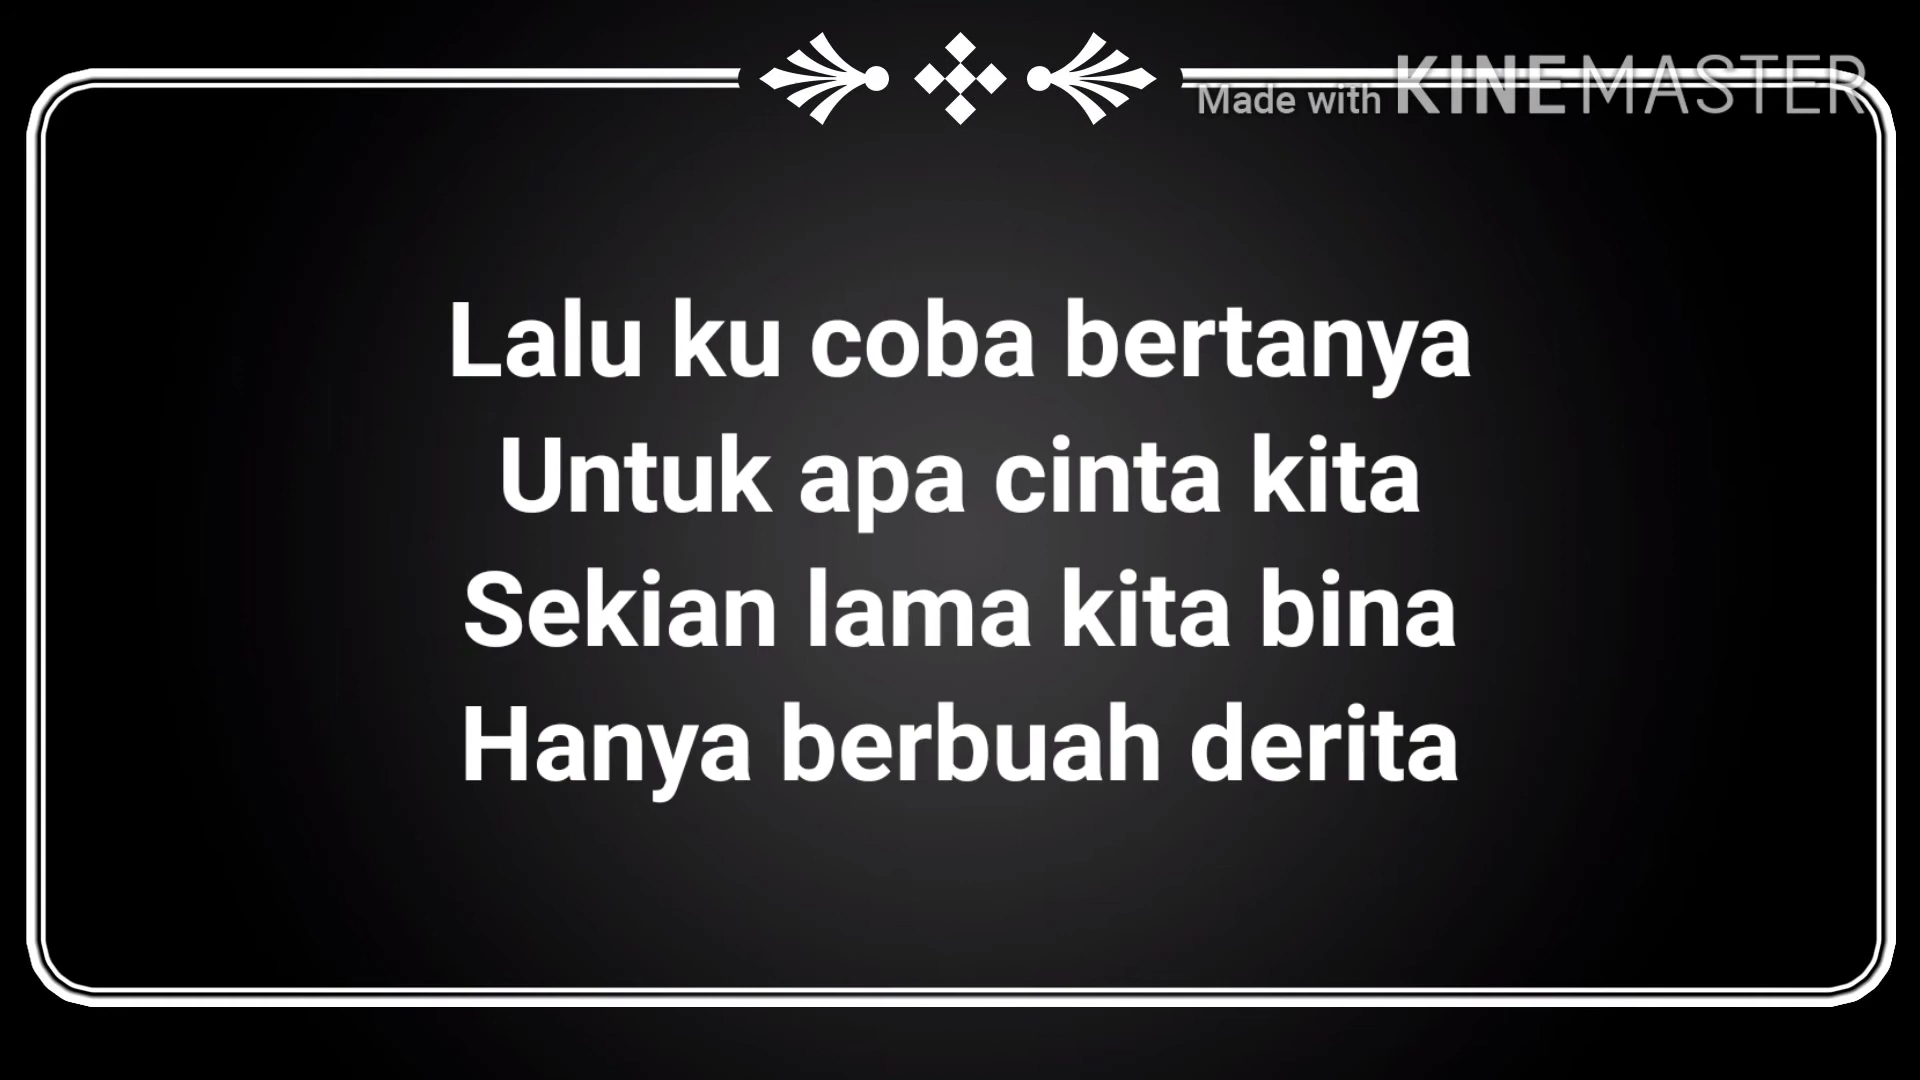 Made with KINEMASTER
Lalu ku coba bertanya
Untuk apa cinta kita
Sekian lama kita bina
Hanya berbuah derita